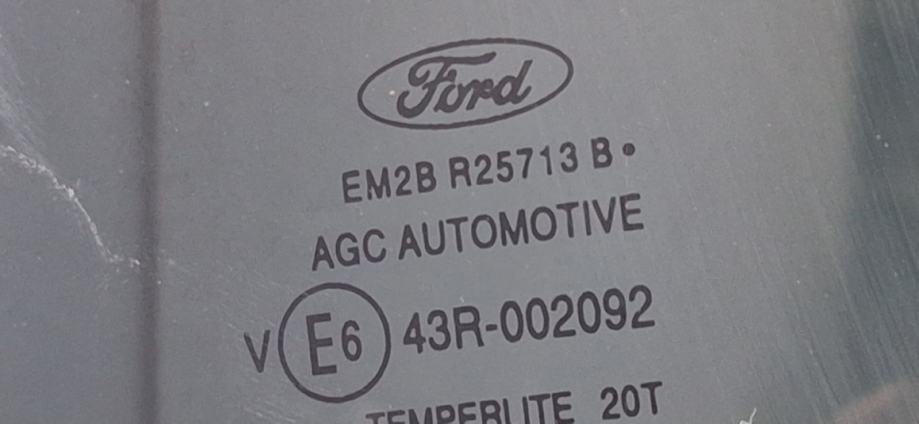 Ford
EM2B R25713 B•
AGC AUTOMOTIVE
V E6 43R-002092
TEMPERLITE 20T